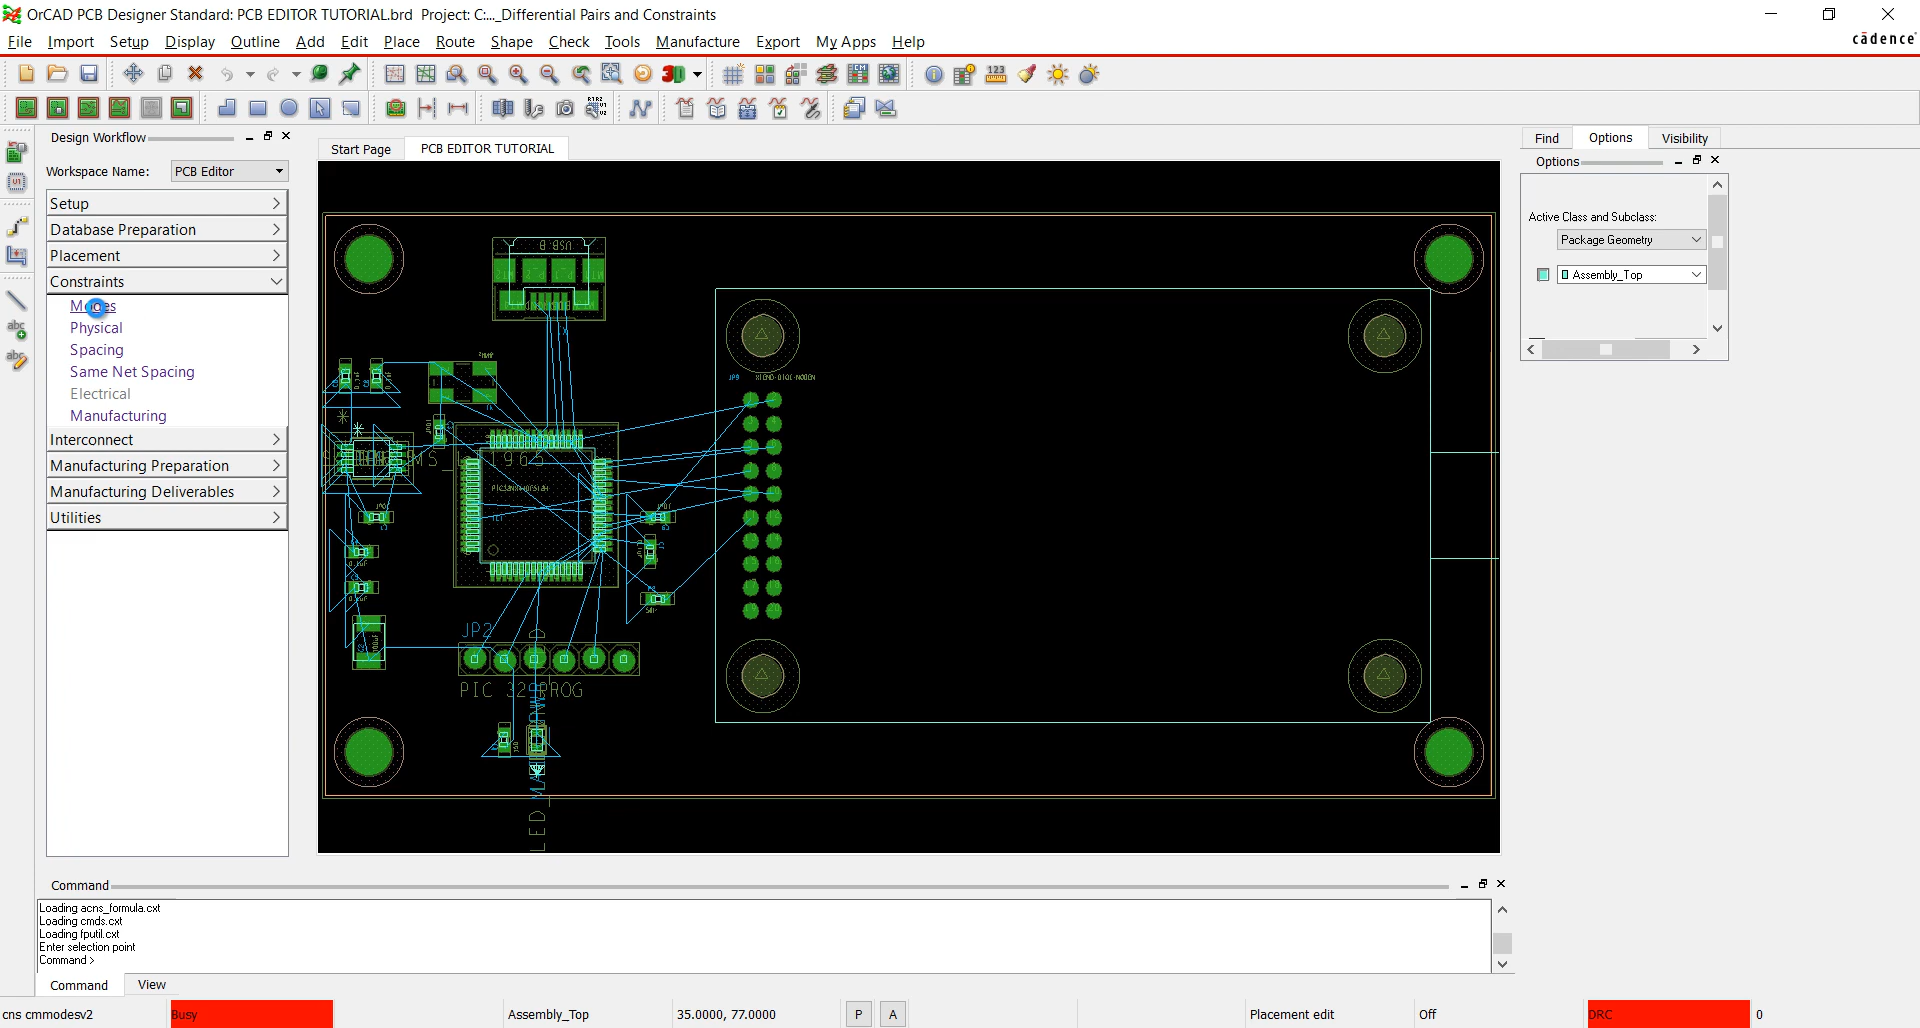 OrCAD PCB Designer Standard: PCB EDITOR TUTORIAL.brd Project: C:..._Differential Pairs and Constraints
File Import Setup Display Outline Add Edit Place Route Shape Check Tools Manufacture Export My Apps Help
cādence
Design Workflow
Workspace Name: PCB Editor
Setup
Database Preparation
Placement
Constraints
Modes
Physical
Spacing
Same Net Spacing
Electrical
Manufacturing
Interconnect
Manufacturing Preparation
Manufacturing Deliverables
Utilities
Start Page
PCB EDITOR TUTORIAL
USB B
JP2
PIC 32 PROG
LED
Find Options Visibility
Options
Active Class and Subclass:
Package Geometry
Assembly_Top
Command
Loading acns_formula.cxt
Loading cmds.cxt
Loading fputil.cxt
Enter selection point
Command >
Command View
cns cmmodesv2
Busy
Assembly_Top
35.0000, 77.0000
P
A
Placement edit
Off
DRC
0